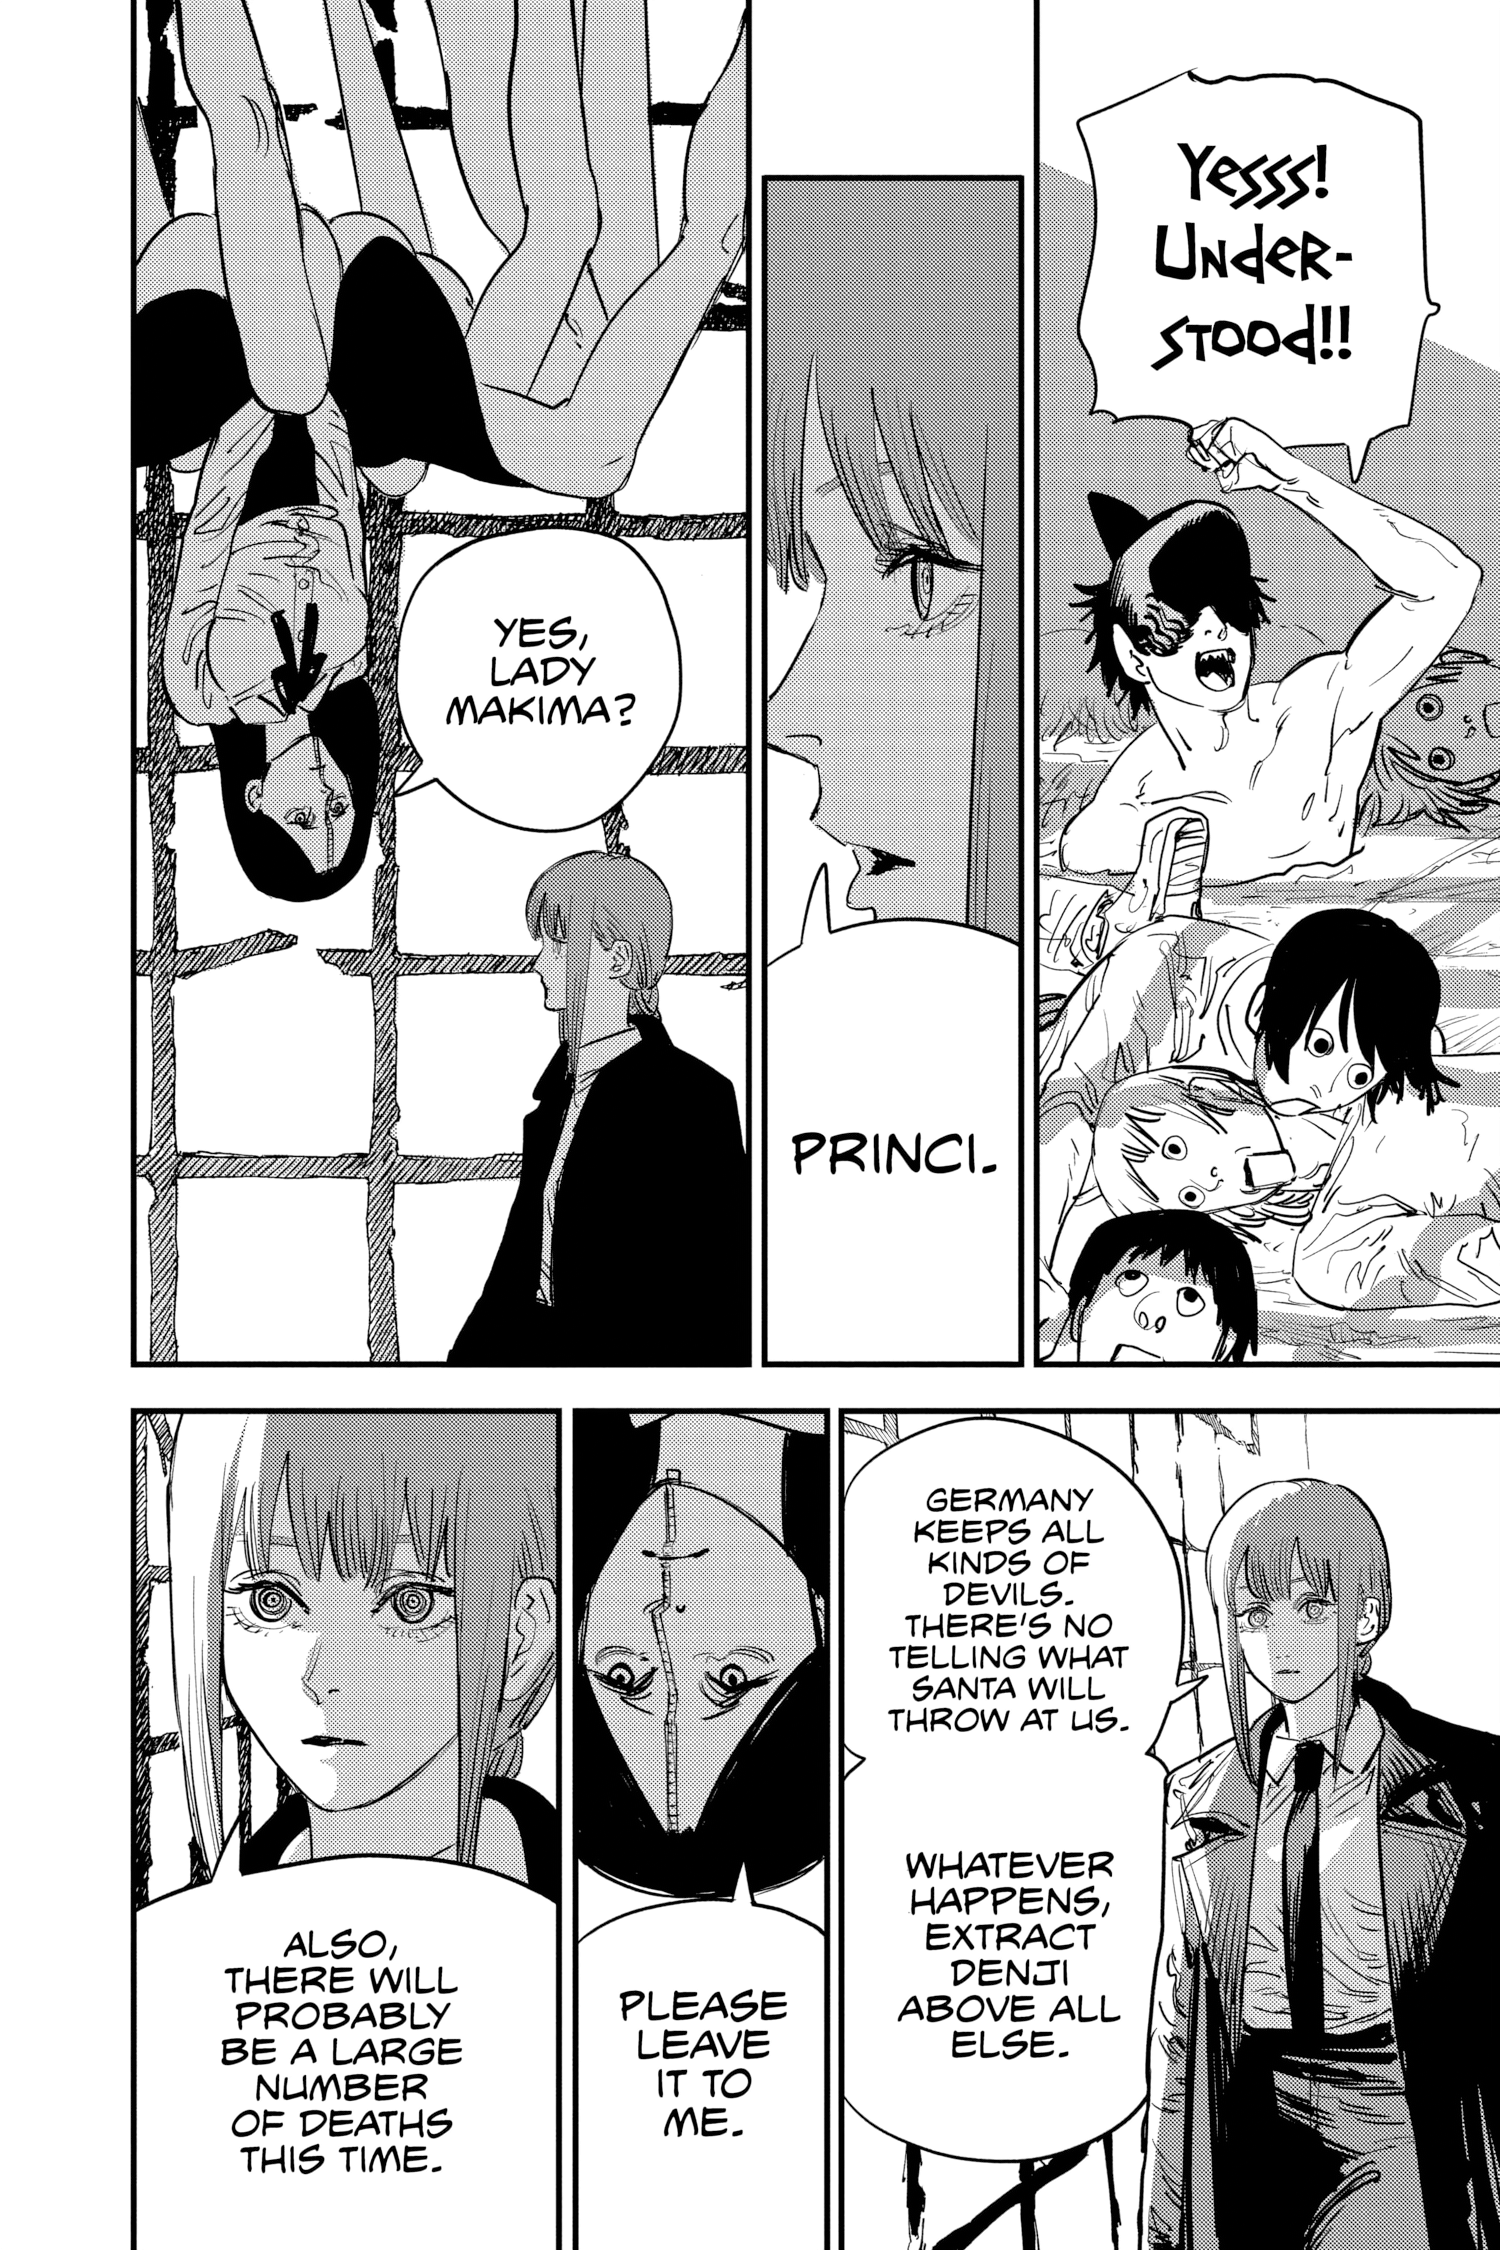 Yesss!
Under-
stood!!
PRINCI.
YES,
LADY
MAKIMA?
GERMANY
KEEPS ALL
KINDS OF
DEVILS.
THERE'S NO
TELLING WHAT
SANTA WILL
THROW AT US.
WHATEVER
HAPPENS,
EXTRACT
DENJI
ABOVE ALL
ELSE.
PLEASE
LEAVE
IT TO
ME.
ALSO,
THERE WILL
PROBABLY
BE A LARGE
NUMBER
OF DEATHS
THIS TIME.